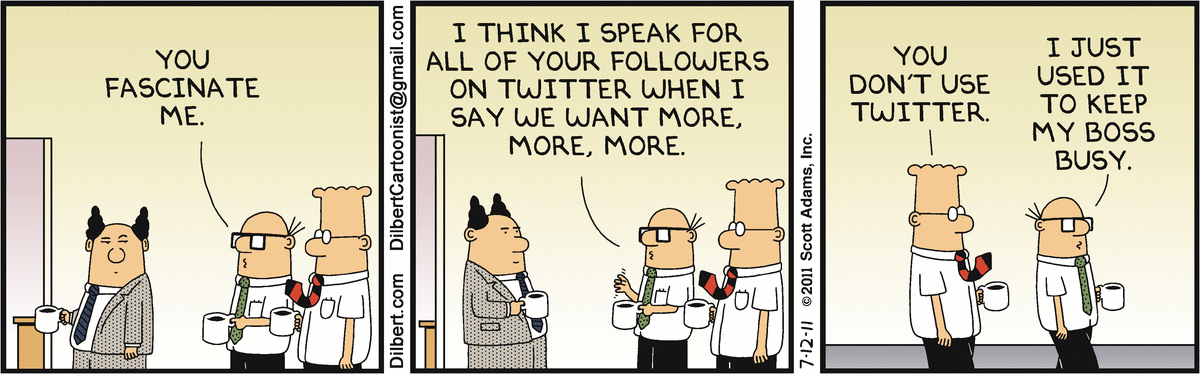 YOU
FASCINATE
ME.
Dilbert.com DilbertCartoonist@gmail.com
I THINK I SPEAK FOR
ALL OF YOUR FOLLOWERS
ON TWITTER WHEN I
SAY WE WANT MORE,
MORE, MORE.
7-12-11 © 2011 Scott Adams, Inc.
YOU
DON'T USE
TWITTER.
I JUST
USED IT
TO KEEP
MY BOSS
BUSY.